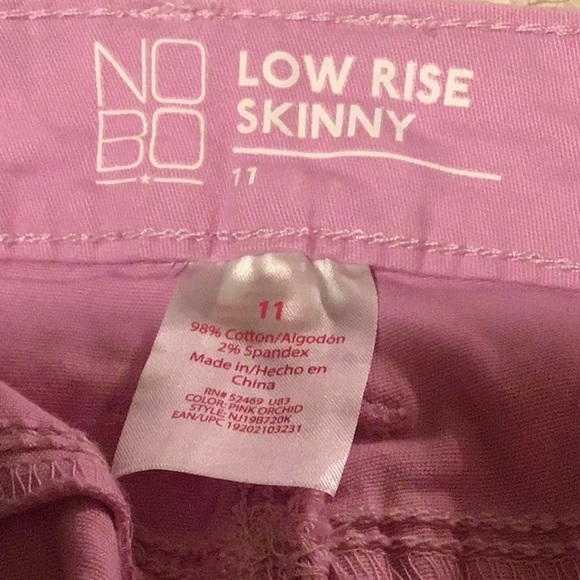 NO
BO
LOW RISE
SKINNY
11
11
98% Cotton/Algodón
2% Spandex
Made in/Hecho en
China
RN# 52469 U83
COLOR: PINK ORCHID
STYLE: NJ19B720K
EAN/UPC 19202103231